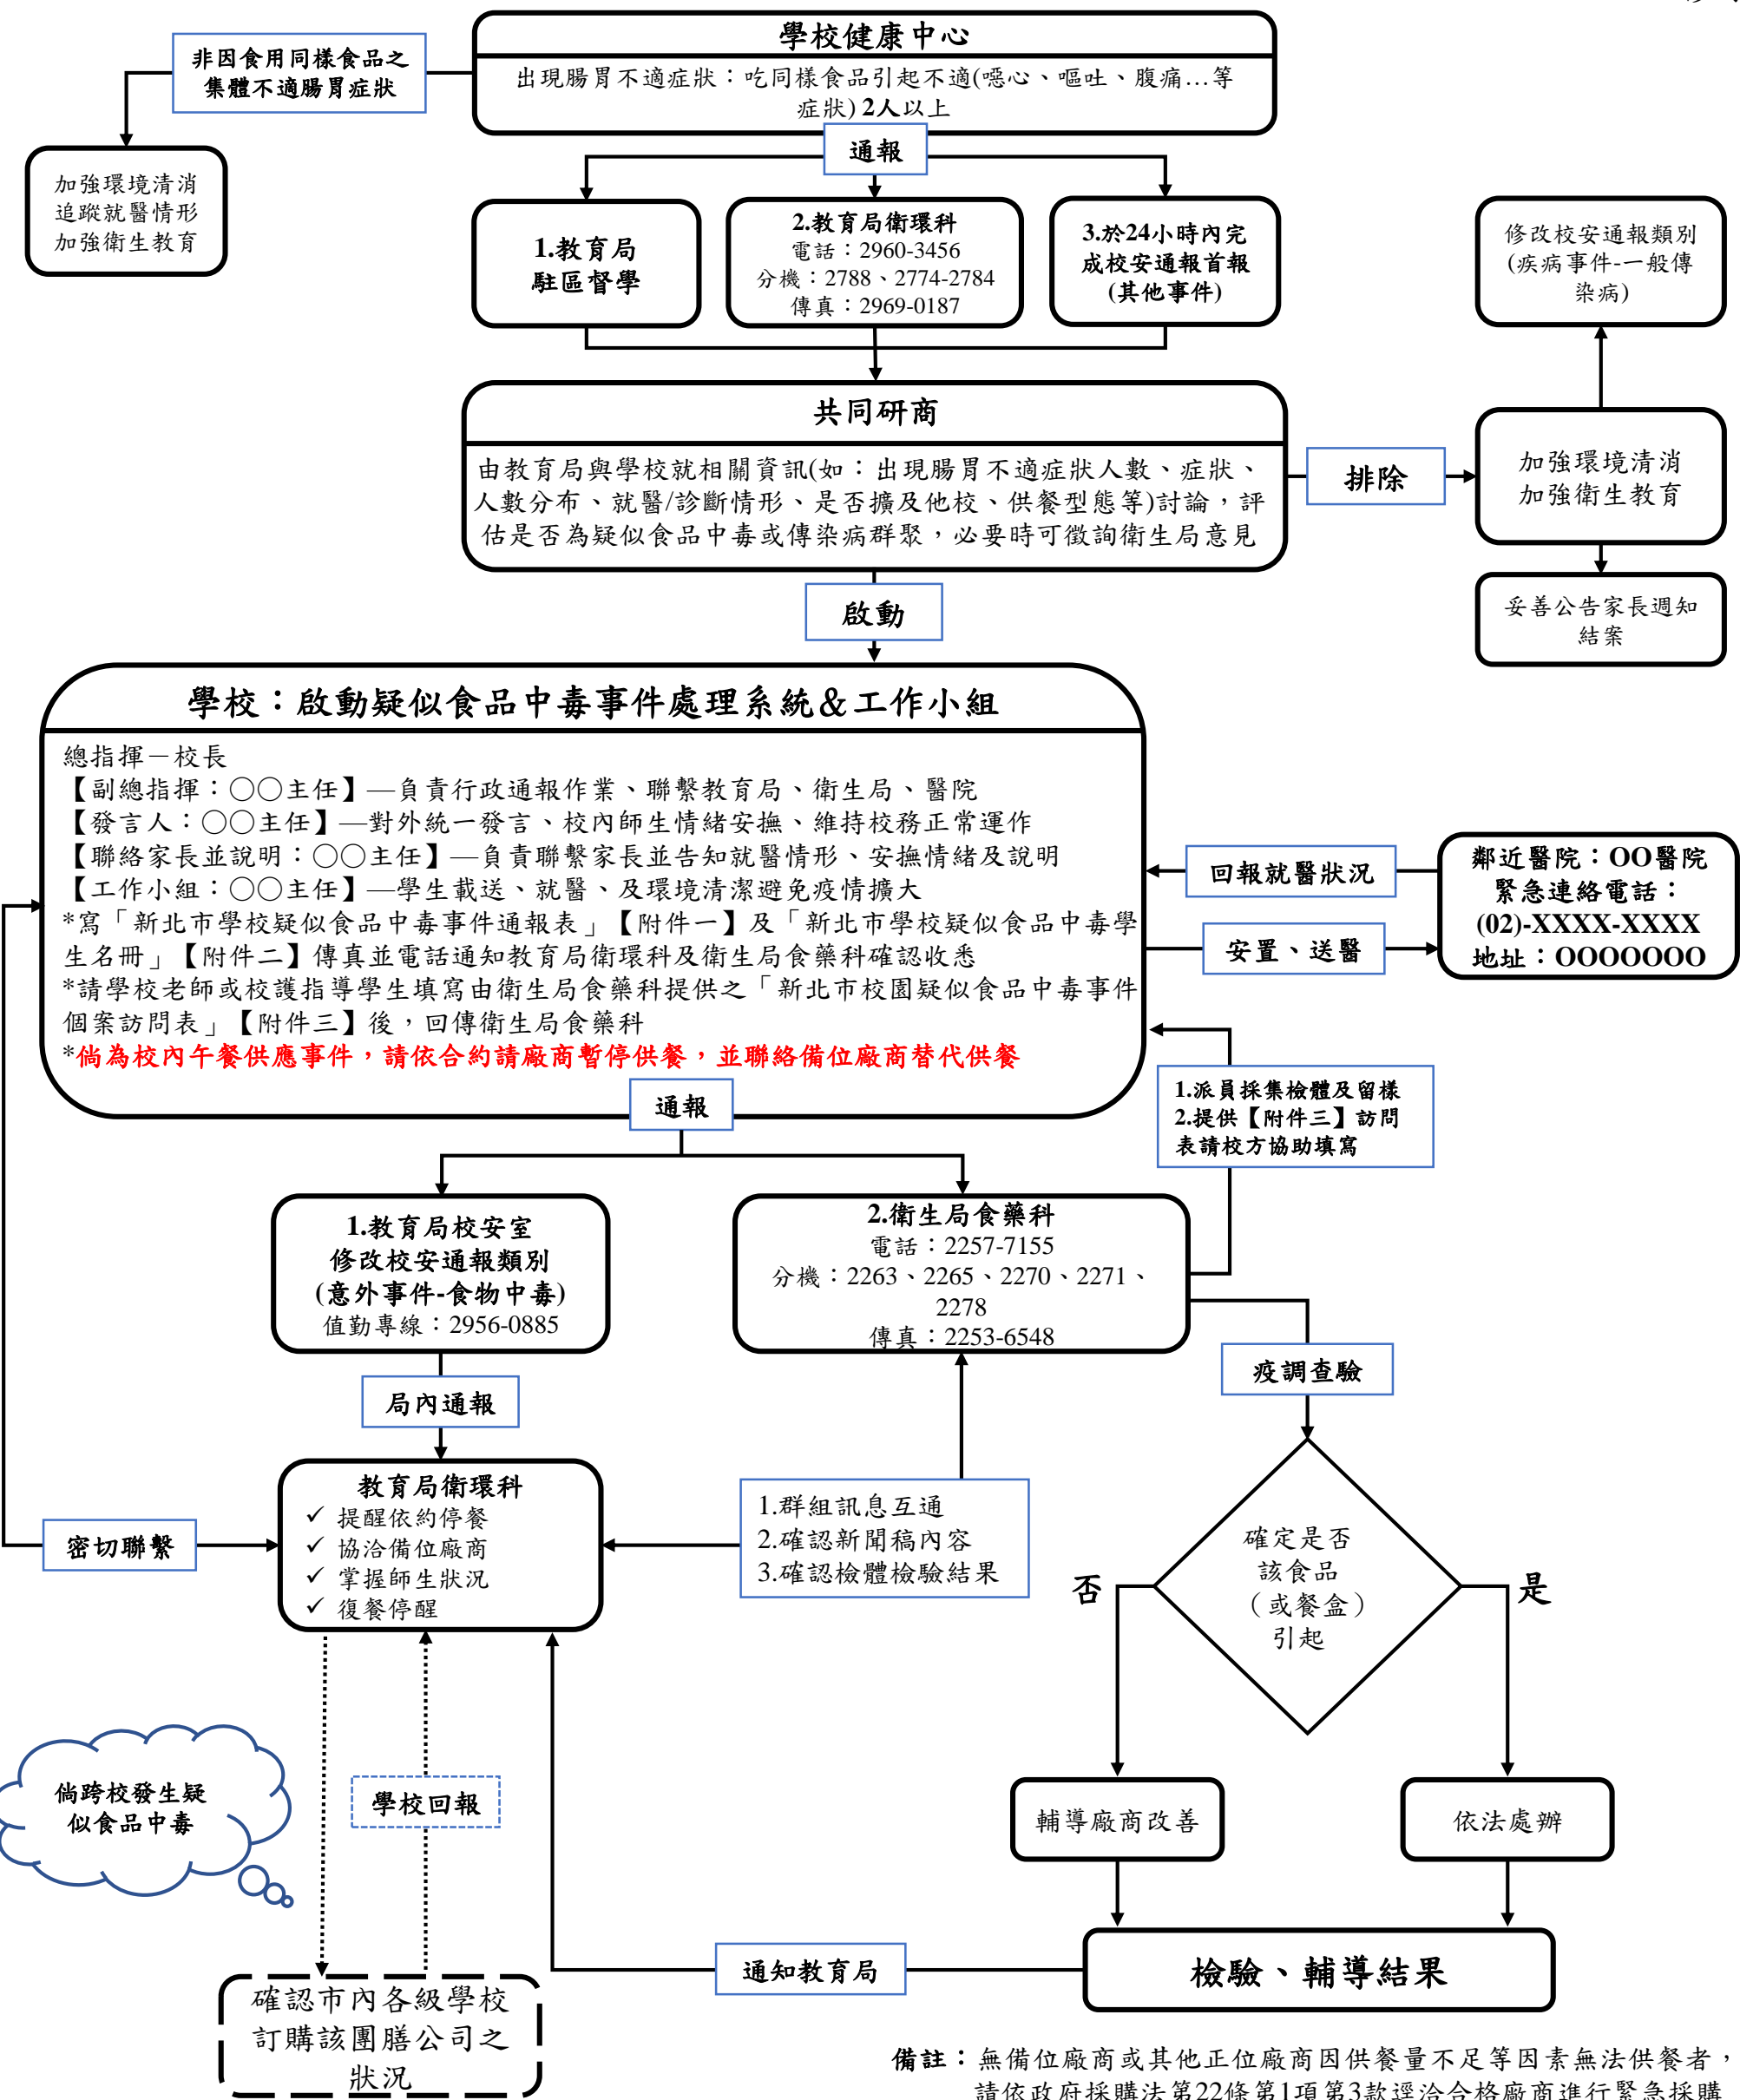 學校健康中心
出現腸胃不適症狀：吃同樣食品引起不適(噁心、嘔吐、腹痛…等
症狀) 2人以上
非因食用同樣食品之
集體不適腸胃症狀
加強環境清消
追蹤就醫情形
加強衛生教育
通報
1.教育局
駐區督學
2.教育局衛環科
電話：2960-3456
分機：2788、2774-2784
傳真：2969-0187
3.於24小時內完
成校安通報首報
(其他事件)
修改校安通報類別
(疾病事件-一般傳
染病)
共同研商
由教育局與學校就相關資訊(如：出現腸胃不適症狀人數、症狀、
人數分布、就醫/診斷情形、是否擴及他校、供餐型態等)討論，評
估是否為疑似食品中毒或傳染病群聚，必要時可徵詢衛生局意見
排除
加強環境清消
加強衛生教育
妥善公告家長週知
結案
啟動
學校：啟動疑似食品中毒事件處理系統&工作小組
總指揮－校長
【副總指揮：○○主任】—負責行政通報作業、聯繫教育局、衛生局、醫院
【發言人：○○主任】—對外統一發言、校內師生情緒安撫、維持校務正常運作
【聯絡家長並說明：○○主任】—負責聯繫家長並告知就醫情形、安撫情緒及說明
【工作小組：○○主任】—學生載送、就醫、及環境清潔避免疫情擴大
*寫「新北市學校疑似食品中毒事件通報表」【附件一】及「新北市學校疑似食品中毒學
生名冊」【附件二】傳真並電話通知教育局衛環科及衛生局食藥科確認收悉
*請學校老師或校護指導學生填寫由衛生局食藥科提供之「新北市校園疑似食品中毒事件
個案訪問表」【附件三】後，回傳衛生局食藥科
*倘為校內午餐供應事件，請依合約請廠商暫停供餐，並聯絡備位廠商替代供餐
回報就醫狀況
安置、送醫
鄰近醫院：OO醫院
緊急連絡電話：
(02)-XXXX-XXXX
地址：OOOOOOO
通報
1.派員採集檢體及留樣
2.提供【附件三】訪問
表請校方協助填寫
1.教育局校安室
修改校安通報類別
(意外事件-食物中毒)
值勤專線：2956-0885
2.衛生局食藥科
電話：2257-7155
分機：2263、2265、2270、2271、
2278
傳真：2253-6548
局內通報
疫調查驗
密切聯繫
教育局衛環科
✓ 提醒依約停餐
✓ 協洽備位廠商
✓ 掌握師生狀況
✓ 復餐停醒
1.群組訊息互通
2.確認新聞稿內容
3.確認檢體檢驗結果
確定是否
該食品
（或餐盒）
引起
否
是
倘跨校發生疑
似食品中毒
學校回報
輔導廠商改善
依法處辦
通知教育局
檢驗、輔導結果
確認市內各級學校
訂購該團膳公司之
狀況
備註：無備位廠商或其他正位廠商因供餐量不足等因素無法供餐者，
請依政府採購法第22條第1項第3款逕洽合格廠商進行緊急採購